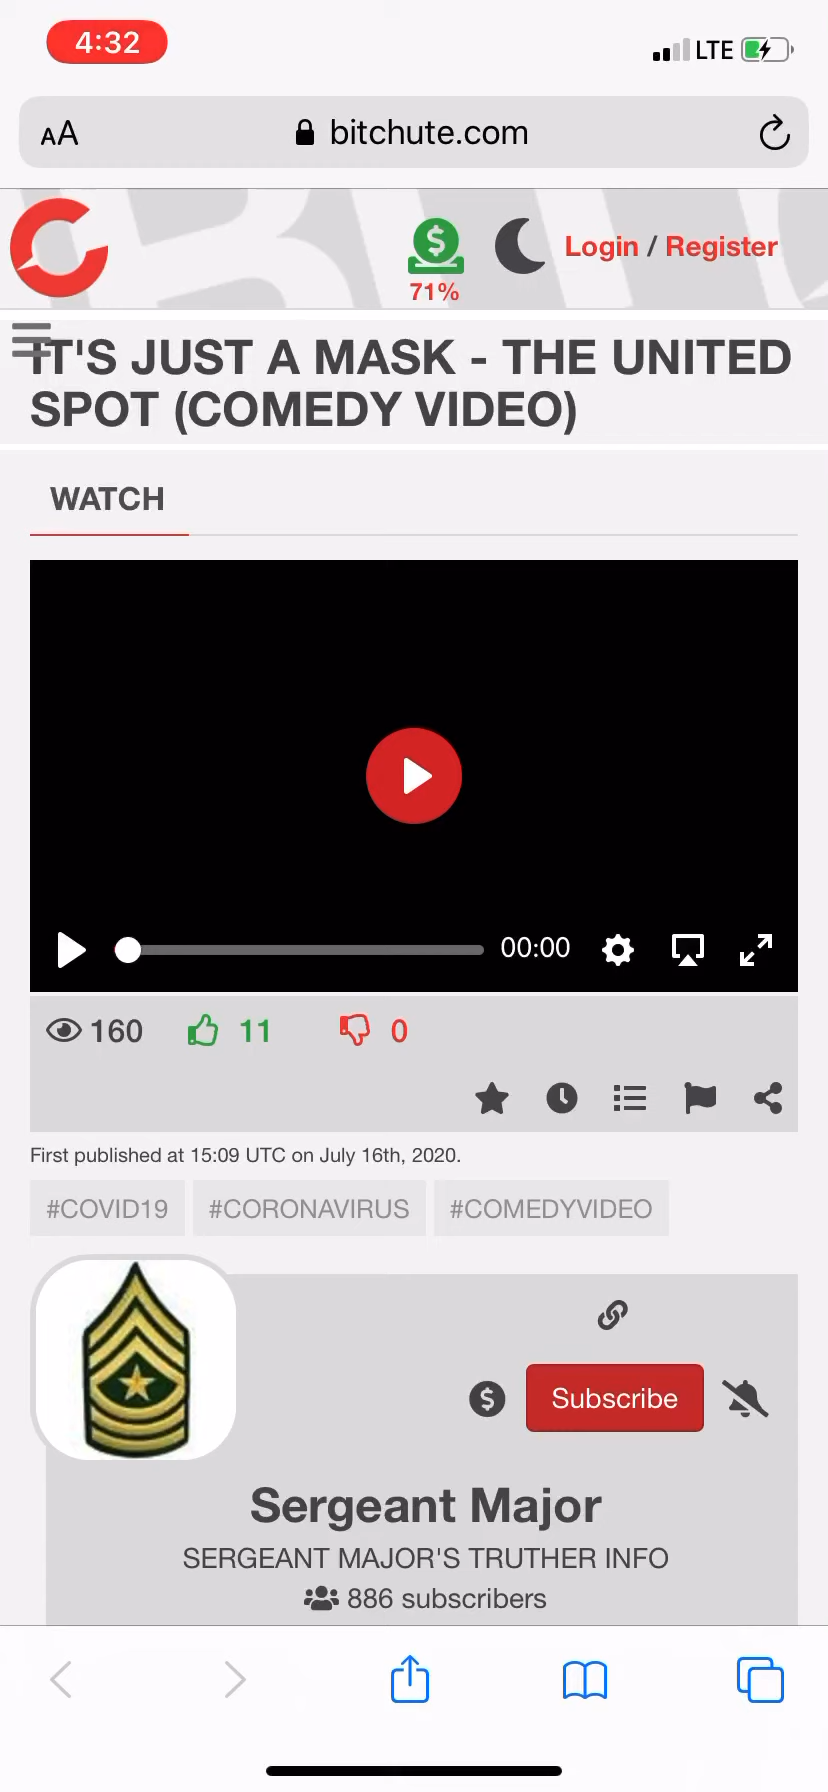 4:32
LTE
AA
bitchute.com
71%
Login / Register
IT'S JUST A MASK - THE UNITED
SPOT (COMEDY VIDEO)
WATCH
00:00
160 11 0
First published at 15:09 UTC on July 16th, 2020.
#COVID19 #CORONAVIRUS #COMEDYVIDEO
Subscribe
Sergeant Major
SERGEANT MAJOR'S TRUTHER INFO
886 subscribers